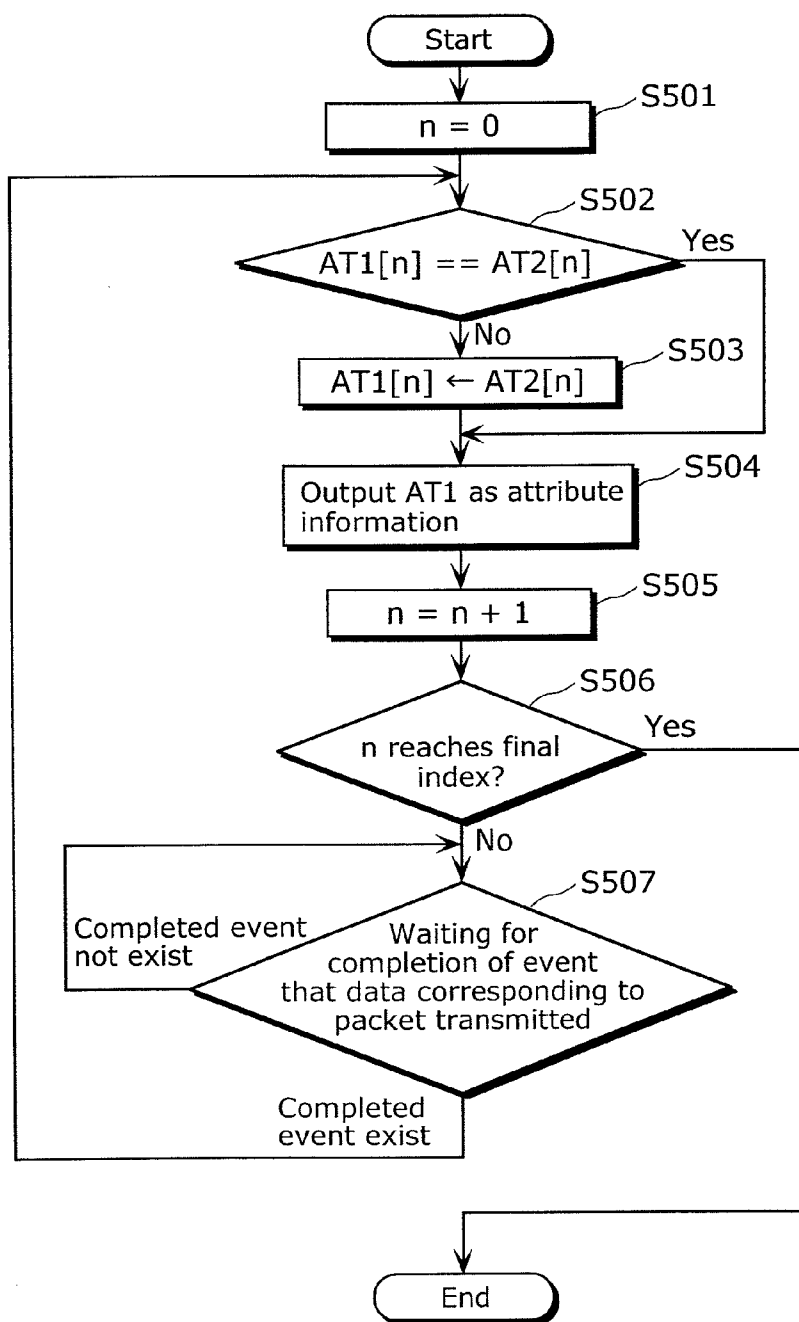 Start
S501
n = 0
S502
AT1[n] == AT2[n]
Yes
No
S503
AT1[n] ← AT2[n]
S504
Output AT1 as attribute
information
S505
n = n + 1
S506
n reaches final
index?
Yes
No
S507
Completed event
not exist
Waiting for
completion of event
that data corresponding to
packet transmitted
Completed
event exist
End